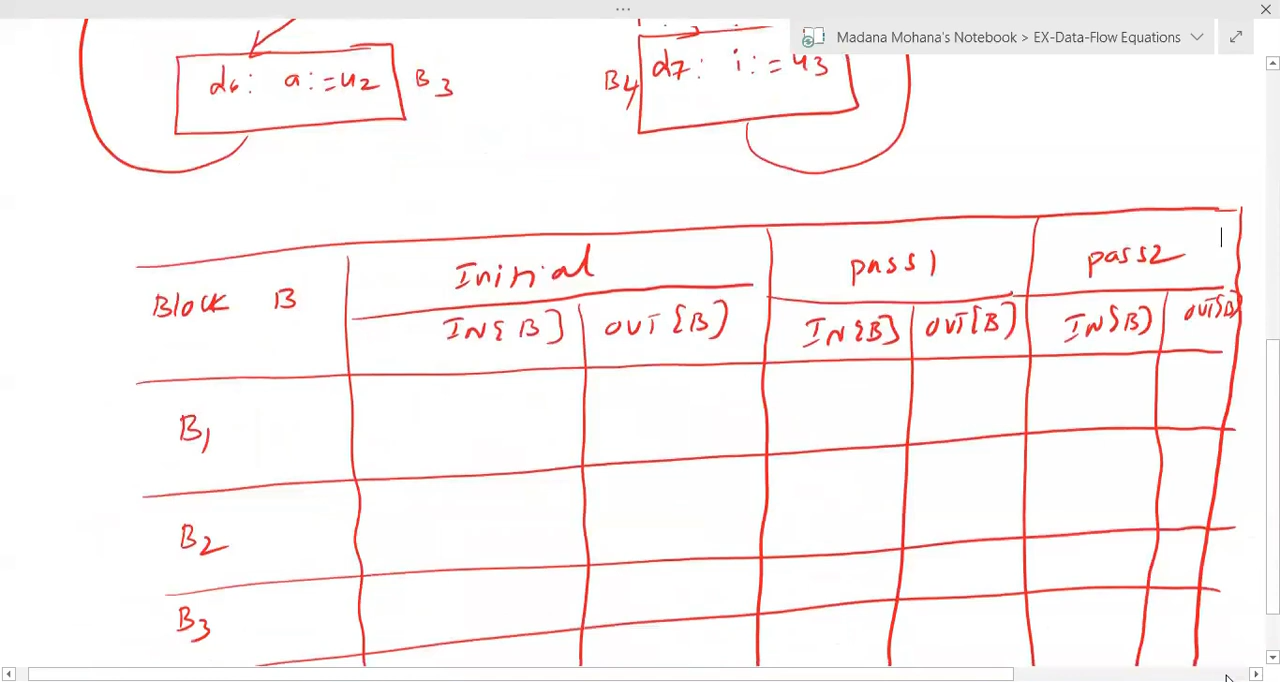 Madana Mohana's Notebook > EX-Data-Flow Equations
d6: a:=u2 B3
B4 d7: i:=u3
Block B Initial pass1 pass2
IN[B] OUT[B] IN[B] OUT[B] IN[B] OUT[B]
B1
B2
B3